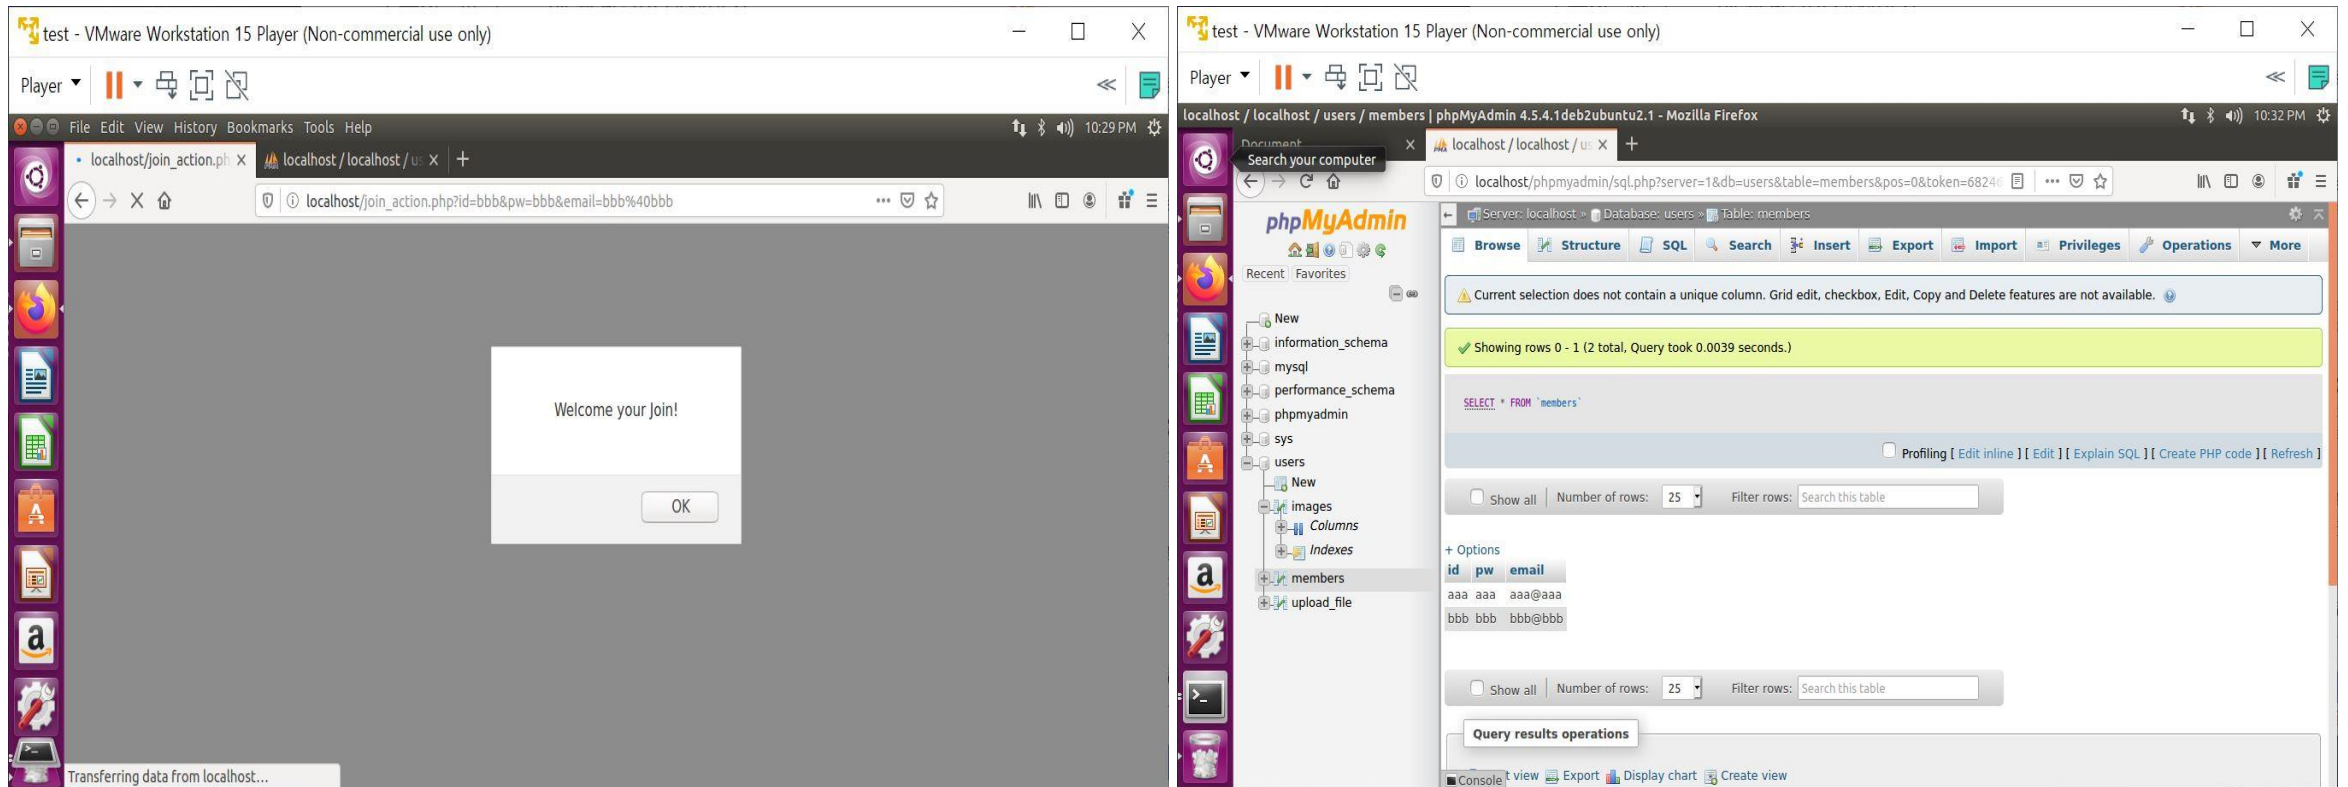 test - VMware Workstation 15 Player (Non-commercial use only)
Player
File Edit View History Bookmarks Tools Help
10:29 PM
localhost/join_action.ph
localhost / localhost / us
localhost/join_action.php?id=bbb&pw=bbb&email=bbb%40bbb
Welcome your Join!
OK
Transferring data from localhost...
test - VMware Workstation 15 Player (Non-commercial use only)
Player
localhost / localhost / users / members | phpMyAdmin 4.5.4.1deb2ubuntu2.1 - Mozilla Firefox
10:32 PM
Document
localhost / localhost / us
Search your computer
localhost/phpmyadmin/sql.php?server=1&db=users&table=members&pos=0&token=6824
phpMyAdmin
Recent Favorites
New
information_schema
mysql
performance_schema
phpmyadmin
sys
users
New
images
Columns
Indexes
members
upload_file
Server: localhost » Database: users » Table: members
Browse Structure SQL Search Insert Export Import Privileges Operations More
Current selection does not contain a unique column. Grid edit, checkbox, Edit, Copy and Delete features are not available.
Showing rows 0 - 1 (2 total, Query took 0.0039 seconds.)
SELECT * FROM `members`
Profiling [ Edit inline ] [ Edit ] [ Explain SQL ] [ Create PHP code ] [ Refresh ]
Show all Number of rows: 25 Filter rows: Search this table
+ Options
id pw email
aaa aaa aaa@aaa
bbb bbb bbb@bbb
Show all Number of rows: 25 Filter rows: Search this table
Query results operations
view Export Display chart Create view
Console